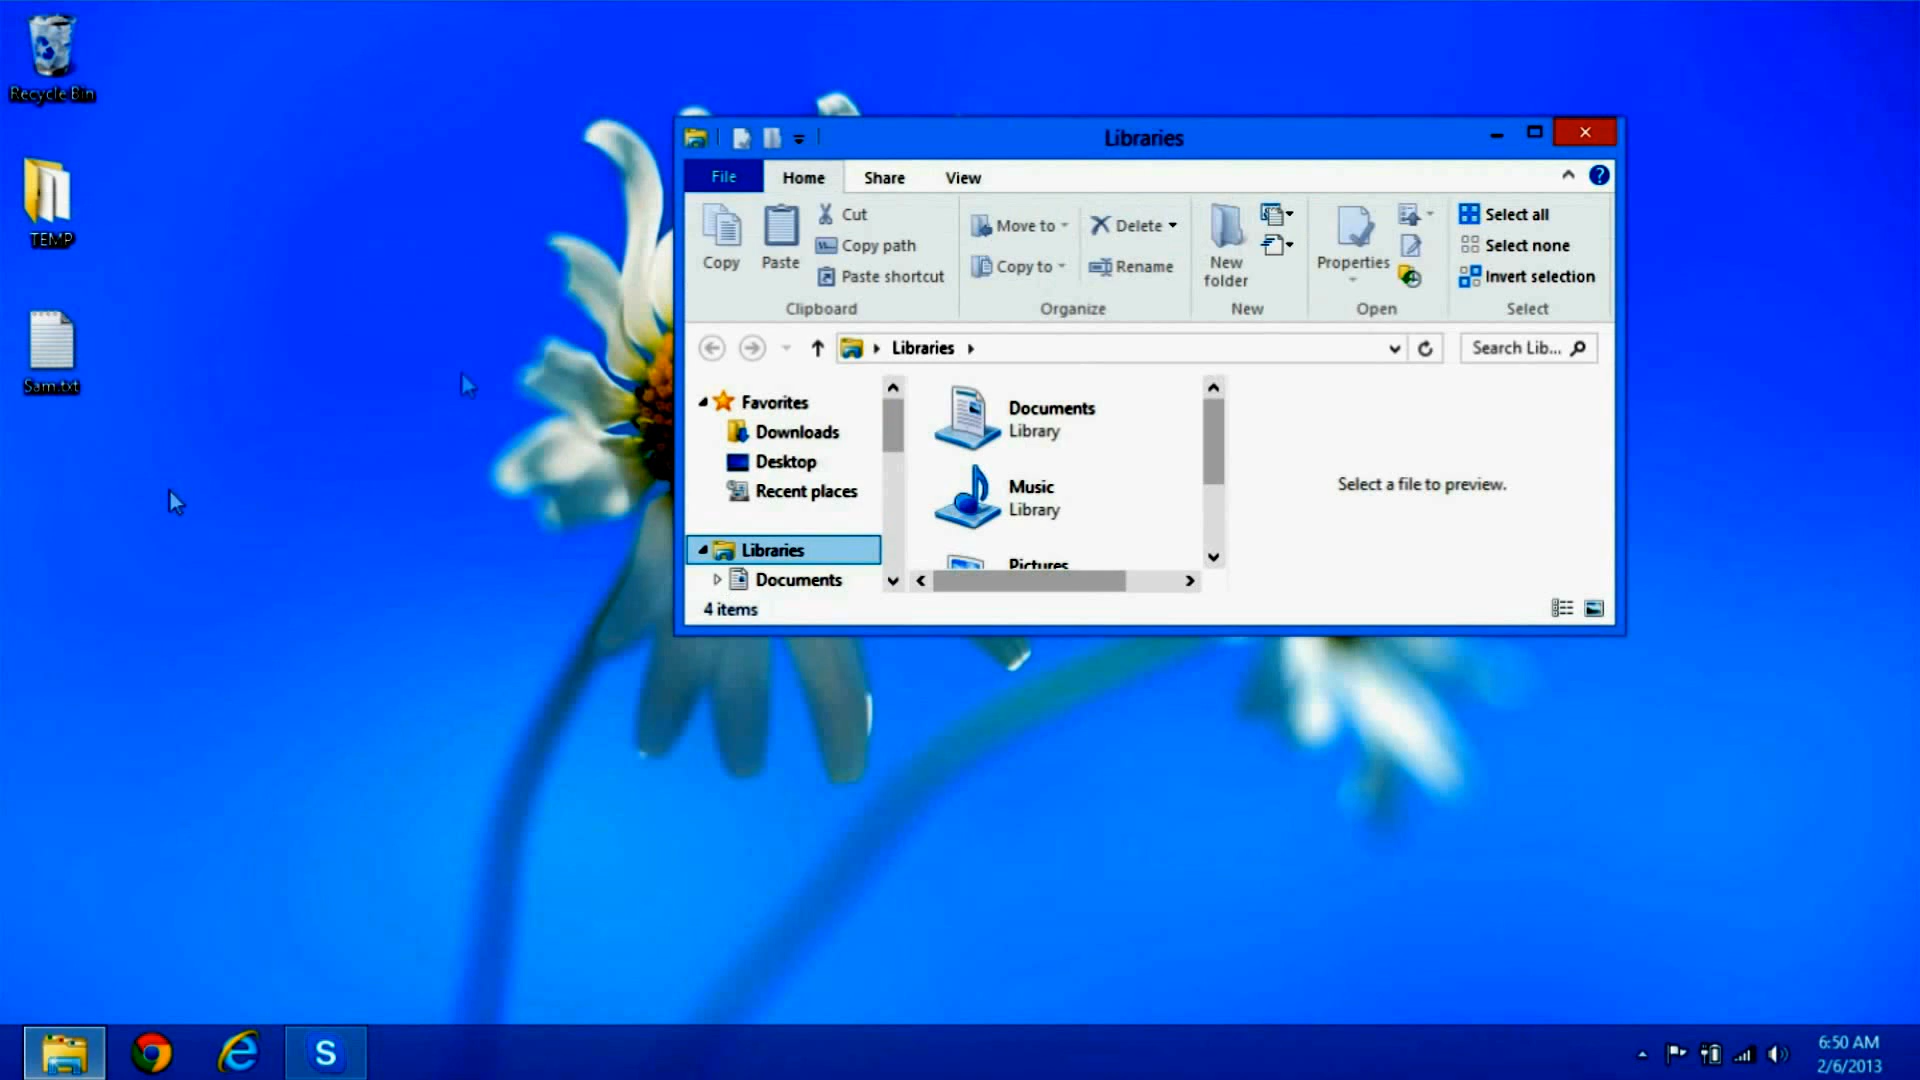 Recycle Bin
TEMP
Sam.txt
Libraries
File
Home
Share
View
?
Copy
Paste
Cut
Copy path
Paste shortcut
Clipboard
Move to
Copy to
Delete
Rename
Organize
New
folder
New
Properties
Open
Select all
Select none
Invert selection
Select
Libraries
Search Lib...
Favorites
Downloads
Desktop
Recent places
Libraries
Documents
4 items
Documents
Library
Music
Library
Pictures
Select a file to preview.
S
6:50 AM
2/6/2013